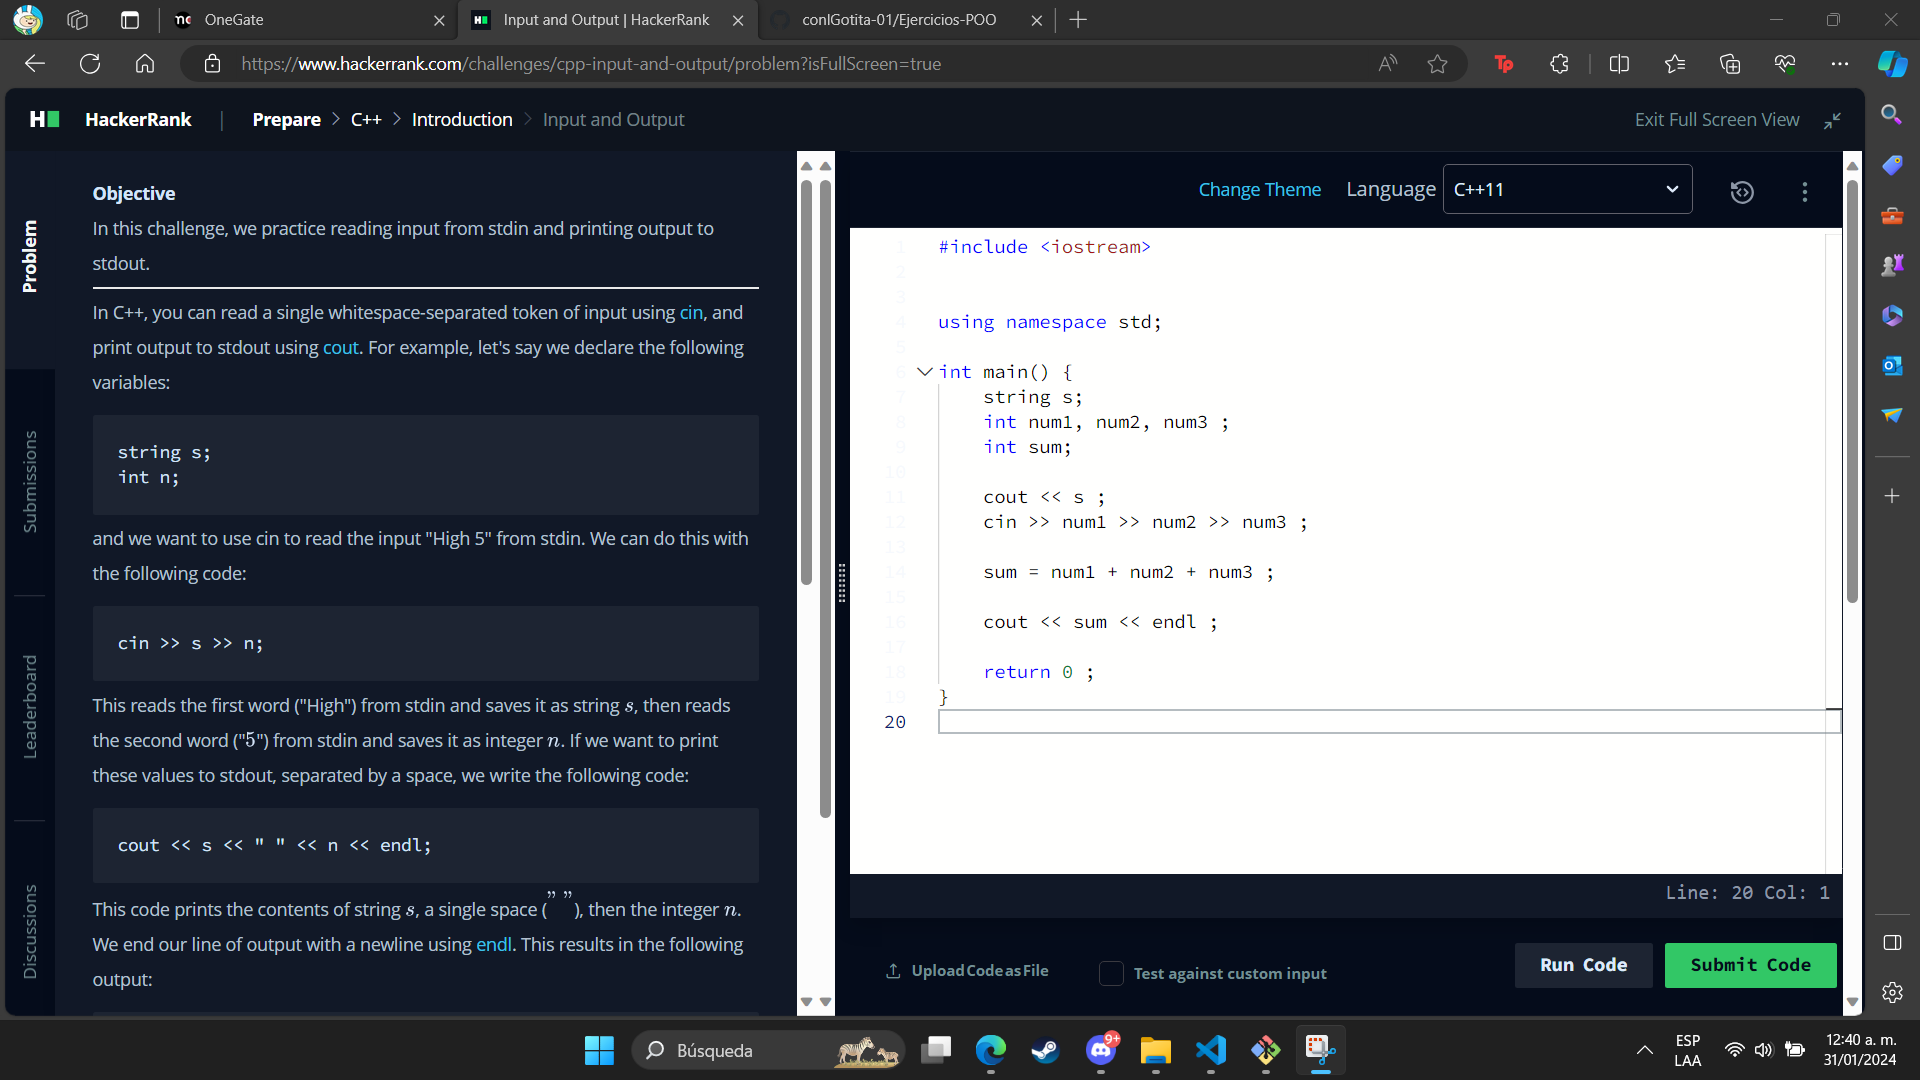 OneGate
Input and Output | HackerRank
conlGotita-01/Ejercicios-POO
https://www.hackerrank.com/challenges/cpp-input-and-output/problem?isFullScreen=true
HackerRank | Prepare > C++ > Introduction > Input and Output
Exit Full Screen View
Problem
Submissions
Leaderboard
Discussions
Objective
In this challenge, we practice reading input from stdin and printing output to
stdout.
In C++, you can read a single whitespace-separated token of input using cin, and
print output to stdout using cout. For example, let's say we declare the following
variables:
string s;
int n;
and we want to use cin to read the input "High 5" from stdin. We can do this with
the following code:
cin >> s >> n;
This reads the first word ("High") from stdin and saves it as string s, then reads
the second word ("5") from stdin and saves it as integer n. If we want to print
these values to stdout, separated by a space, we write the following code:
cout << s << " " << n << endl;
This code prints the contents of string s, a single space (" "), then the integer n.
We end our line of output with a newline using endl. This results in the following
output:
Change Theme Language C++11
1 #include <iostream>
2
3
4 using namespace std;
5
6 int main() {
7 string s;
8 int num1, num2, num3 ;
9 int sum;
10
11 cout << s ;
12 cin >> num1 >> num2 >> num3 ;
13
14 sum = num1 + num2 + num3 ;
15
16 cout << sum << endl ;
17
18 return 0 ;
19 }
20
Line: 20 Col: 1
Upload Code as File
Test against custom input
Run Code
Submit Code
Búsqueda
9+
ESP
LAA
12:40 a. m.
31/01/2024